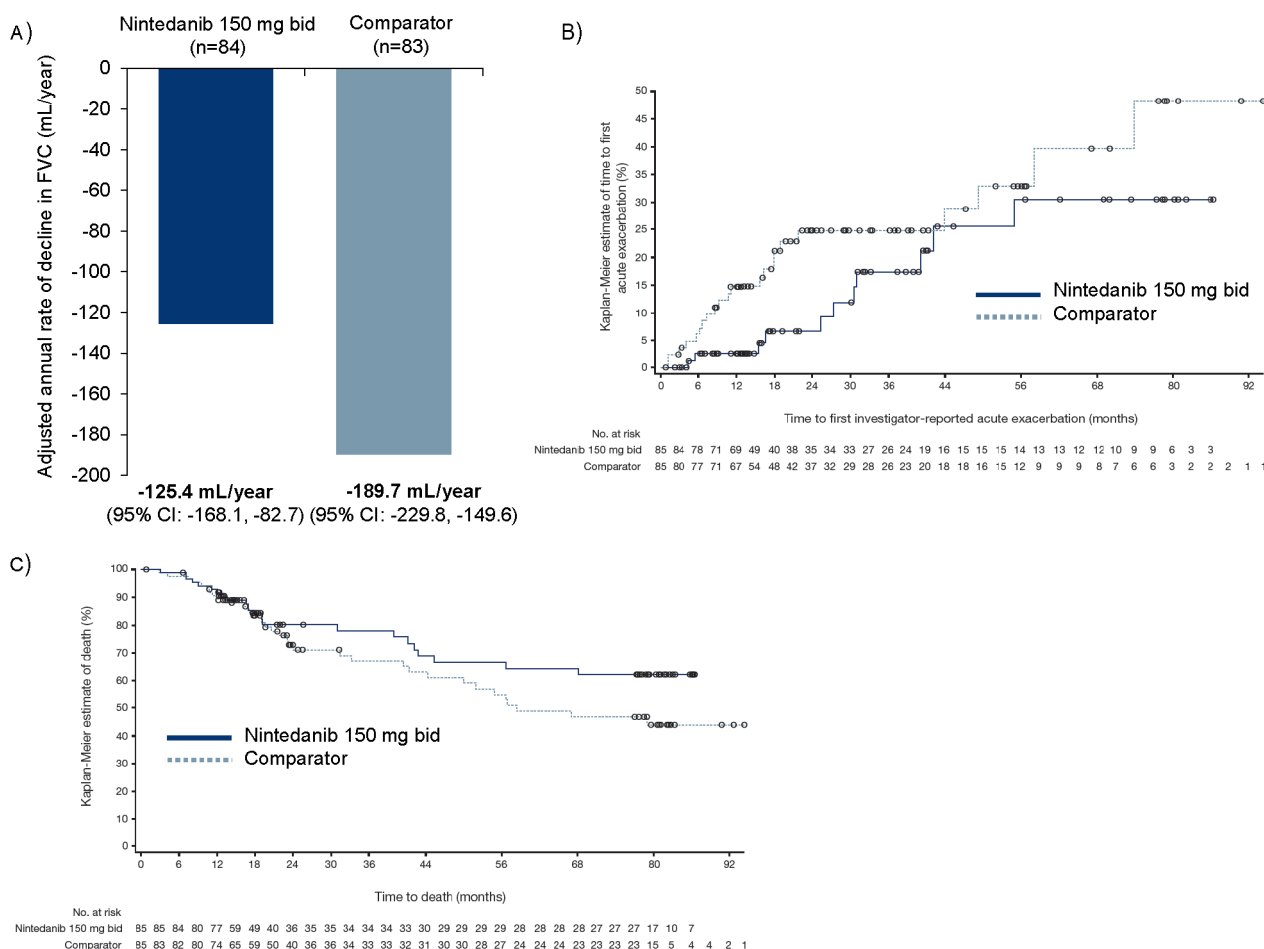 A)
Nintedanib 150 mg bid
(n=84)
Comparator
(n=83)
Adjusted annual rate of decline in FVC (mL/year)
0
-20
-40
-60
-80
-100
-120
-140
-160
-180
-200
-125.4 mL/year
(95% CI: -168.1, -82.7)
-189.7 mL/year
(95% CI: -229.8, -149.6)
B)
Kaplan-Meier estimate of time to first
acute exacerbation (%)
50
45
40
35
30
25
20
15
10
5
0
Nintedanib 150 mg bid
Comparator
0 6 12 18 24 30 36 44 56 68 80 92
Time to first investigator-reported acute exacerbation (months)
No. at risk
Nintedanib 150 mg bid 85 84 78 71 69 49 40 38 35 34 33 27 26 24 19 16 15 15 15 14 13 13 12 12 10 9 9 6 3 3
Comparator 85 80 77 71 67 54 48 42 37 32 29 28 26 23 20 18 18 16 15 12 9 9 9 8 7 6 6 3 2 2 2 1 1
C)
Kaplan-Meier estimate of death (%)
100
90
80
70
60
50
40
30
20
10
0
Nintedanib 150 mg bid
Comparator
0 6 12 18 24 30 36 44 56 68 80 92
Time to death (months)
No. at risk
Nintedanib 150 mg bid 85 85 84 80 77 59 49 40 36 35 35 34 34 34 33 30 29 29 29 29 28 28 28 28 27 27 27 17 10 7
Comparator 85 83 82 80 74 65 59 50 40 36 36 34 33 33 32 31 30 30 28 27 24 24 24 23 23 23 23 15 5 4 4 2 1